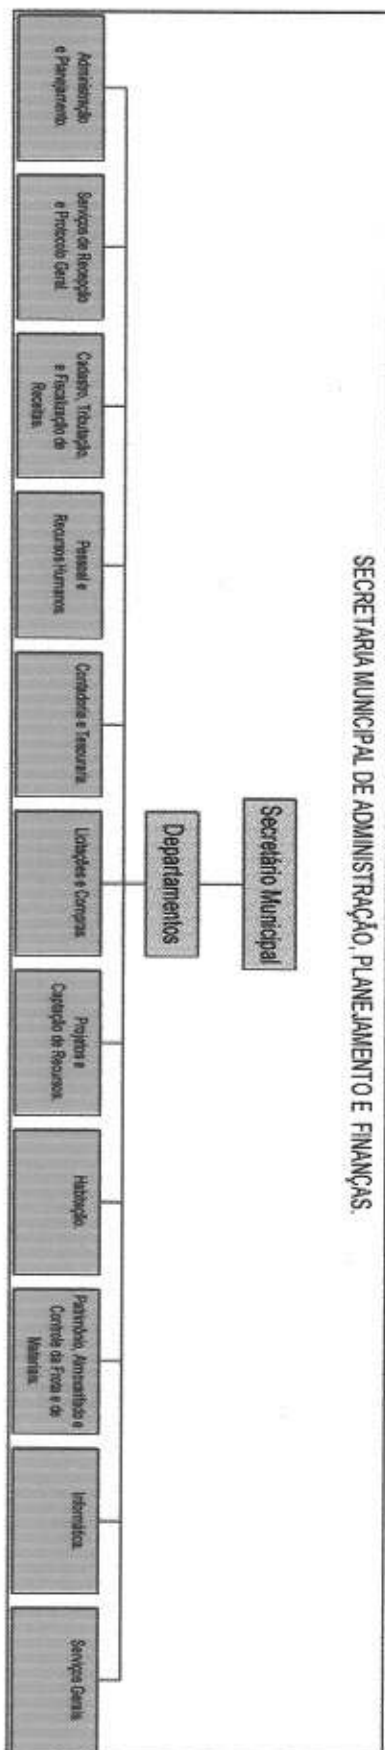 SECRETARIA MUNICIPAL DE ADMINISTRAÇÃO, PLANEJAMENTO E FINANÇAS.
Secretário Municipal
Departamentos
Administração
e Planejamento.
Serviços de Recepção
e Protocolo Geral.
Cadastro, Tributação,
e Fiscalização de
Receitas.
Pessoal e
Recursos Humanos.
Contadoria e Tesouraria.
Licitações e Compras.
Projetos e
Captação de Recursos.
Habitação.
Patrimônio, Almoxarifado e
Controle da Frota e de
Materiais.
Informática.
Serviços Gerais.